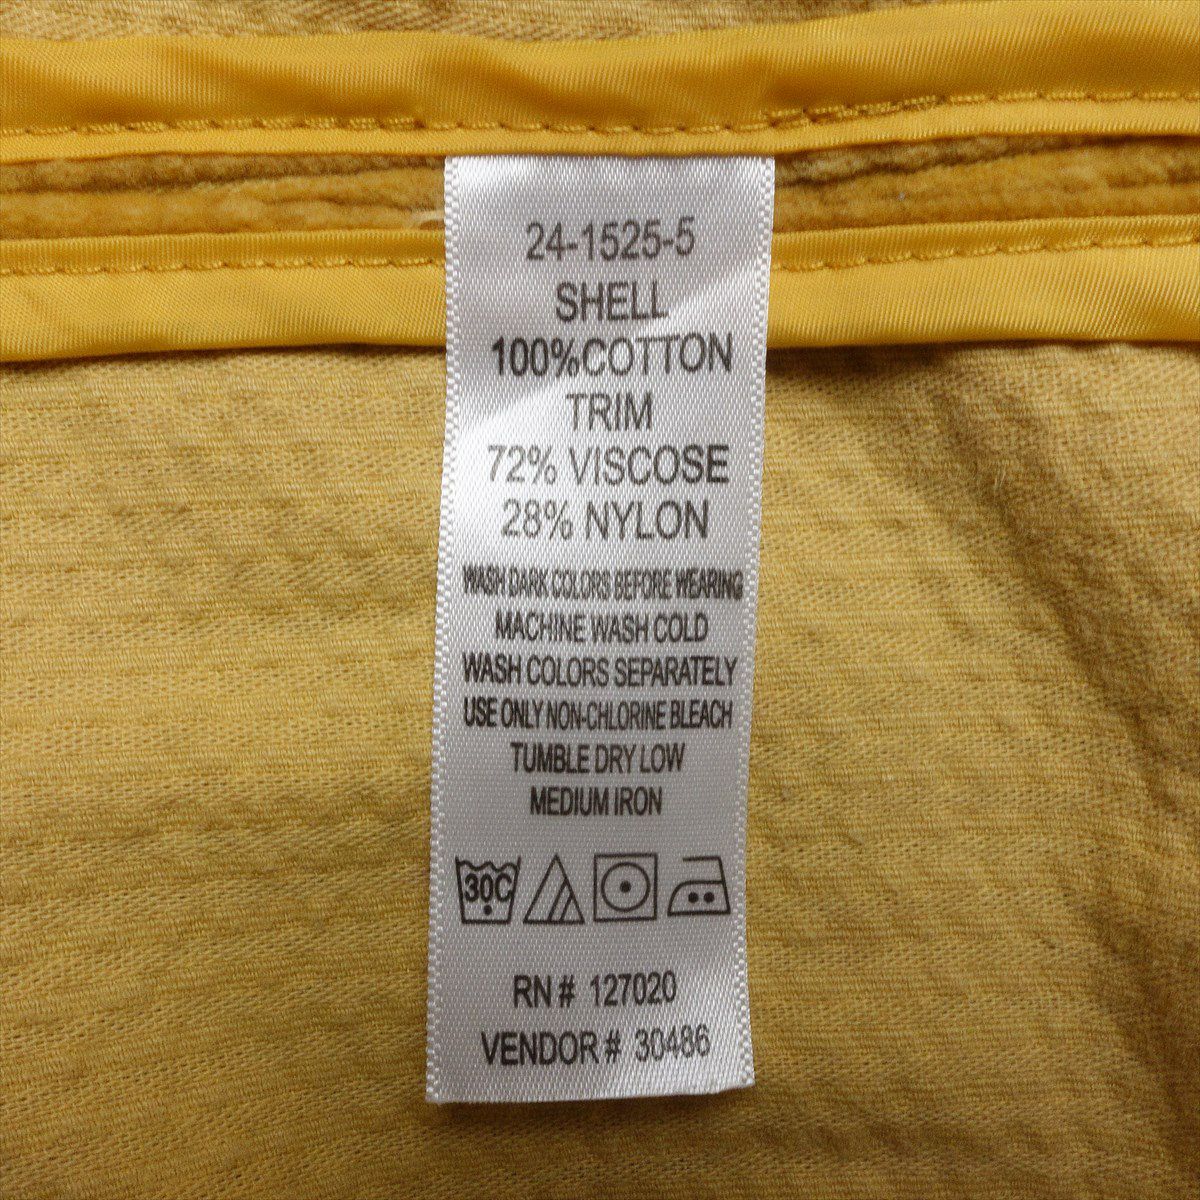 24-1525-5
SHELL
100%COTTON
TRIM
72% VISCOSE
28% NYLON
WASH DARK COLORS BEFORE WEARING
MACHINE WASH COLD
WASH COLORS SEPARATELY
USE ONLY NON-CHLORINE BLEACH
TUMBLE DRY LOW
MEDIUM IRON
30C
RN# 127020
VENDOR# 30486